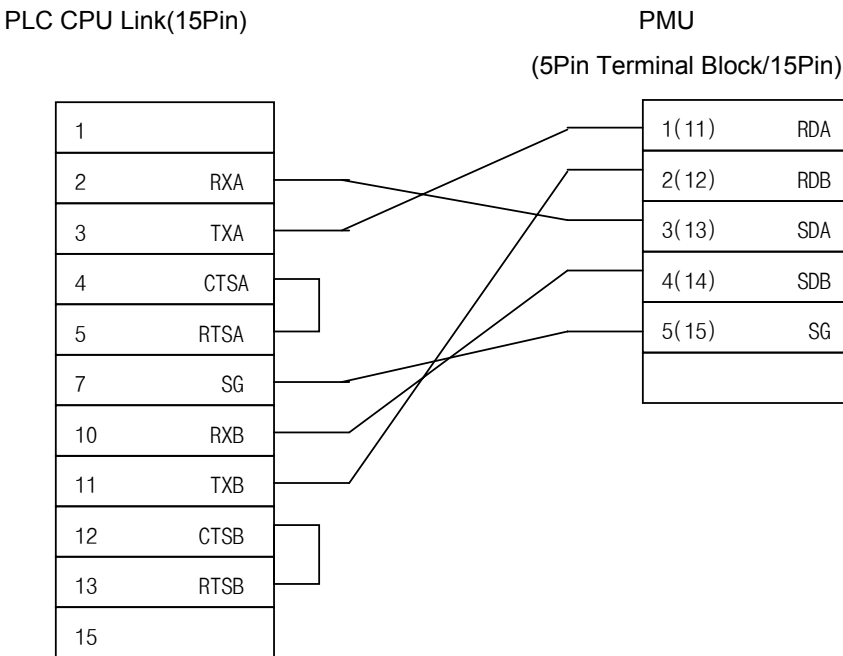 PLC CPU Link(15Pin)
PMU
(5Pin Terminal Block/15Pin)
1
2 RXA
3 TXA
4 CTSA
5 RTSA
7 SG
10 RXB
11 TXB
12 CTSB
13 RTSB
15
1(11) RDA
2(12) RDB
3(13) SDA
4(14) SDB
5(15) SG